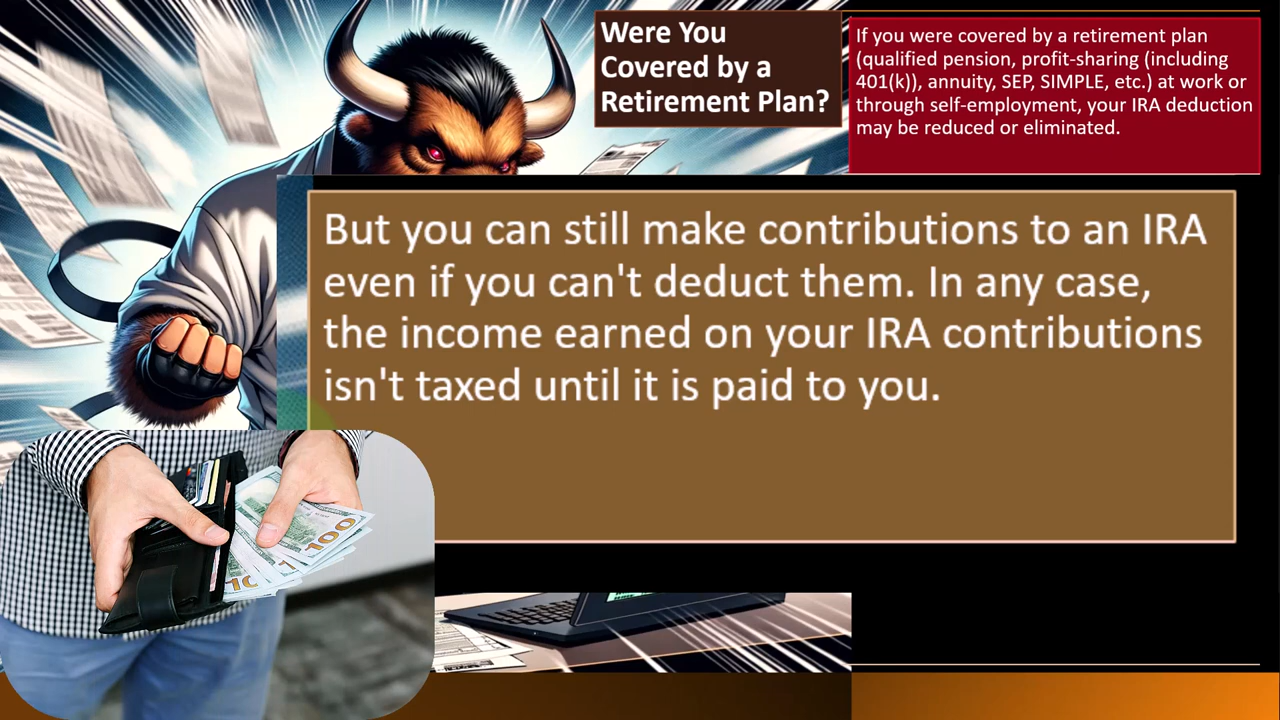 Were You
Covered by a
Retirement Plan?
If you were covered by a retirement plan
(qualified pension, profit-sharing (including
401(k)), annuity, SEP, SIMPLE, etc.) at work or
through self-employment, your IRA deduction
may be reduced or eliminated.
But you can still make contributions to an IRA
even if you can't deduct them. In any case,
the income earned on your IRA contributions
isn't taxed until it is paid to you.
100
10